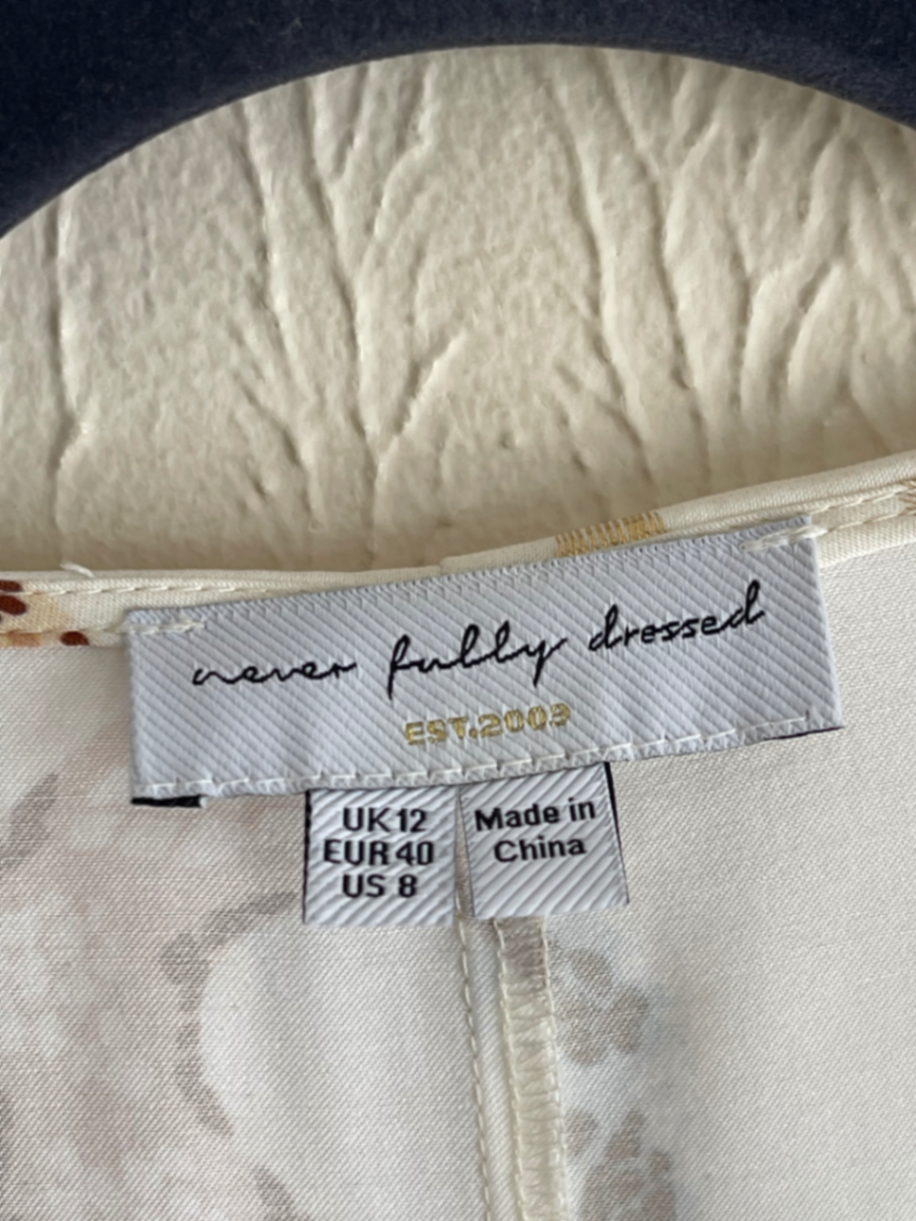 never fully dressed
EST.2009
UK 12
EUR 40
US 8
Made in
China